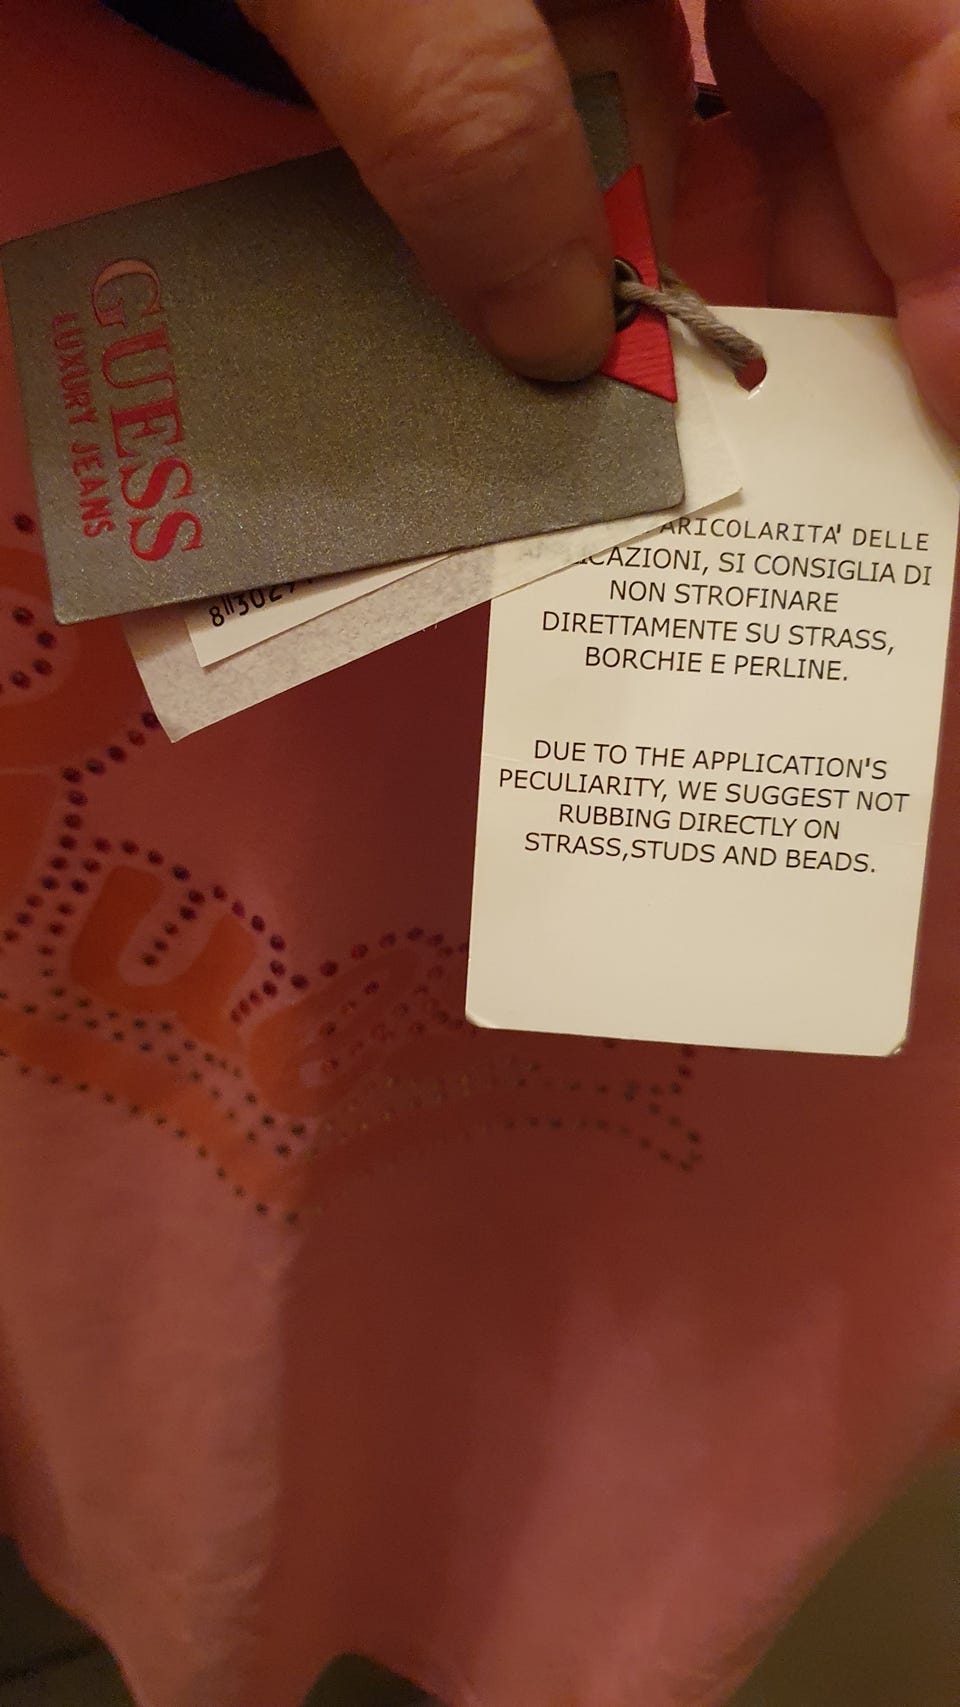 GUESS
LUXURY JEANS
ARICOLARITA' DELLE
CAZIONI, SI CONSIGLIA DI
NON STROFINARE
DIRETTAMENTE SU STRASS,
BORCHIE E PERLINE.
DUE TO THE APPLICATION'S
PECULIARITY, WE SUGGEST NOT
RUBBING DIRECTLY ON
STRASS,STUDS AND BEADS.